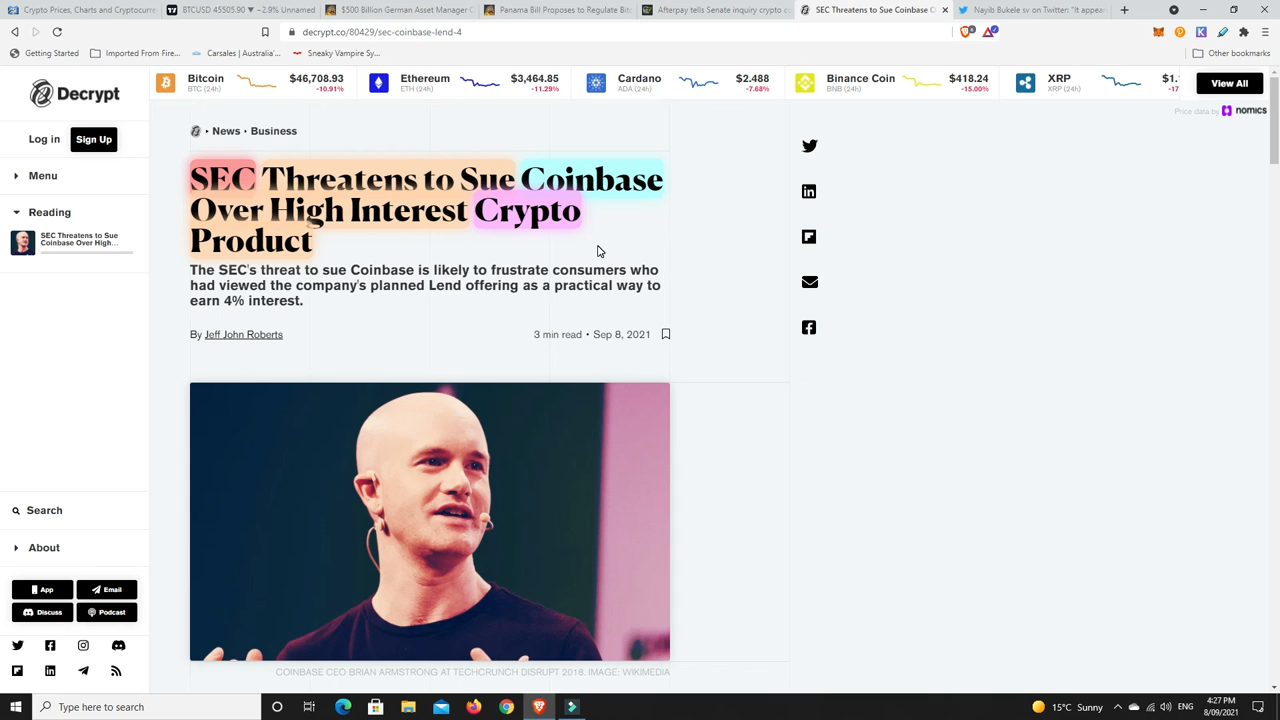 Crypto Prices, Charts and Cryptocurre
BTCUSD 45505.90 ▼ −2.9% Unnamed
$500 Billion German Asset Manager C
Panama Bill Proposes to Regulate Bit
Afterpay tells Senate inquiry crypto c
SEC Threatens to Sue Coinbase O
Nayib Bukele sv on Twitter: "It appear
decrypt.co/80429/sec-coinbase-lend-4
Getting Started
Imported From Fire...
Carsales | Australia'...
Sneaky Vampire Sy...
Other bookmarks
Decrypt
Bitcoin $46,708.93
BTC (24h) -10.91%
Ethereum $3,464.85
ETH (24h) -11.29%
Cardano $2.488
ADA (24h) -7.68%
Binance Coin $418.24
BNB (24h) -15.00%
XRP $1.
XRP (24h) -17
View All
Price data by nomics
Log in Sign Up
Menu
Reading
SEC Threatens to Sue
Coinbase Over High...
Search
About
App Email
Discuss Podcast
News • Business
SEC Threatens to Sue Coinbase
Over High Interest Crypto
Product
The SEC's threat to sue Coinbase is likely to frustrate consumers who
had viewed the company's planned Lend offering as a practical way to
earn 4% interest.
By Jeff John Roberts
3 min read • Sep 8, 2021
COINBASE CEO BRIAN ARMSTRONG AT TECHCRUNCH DISRUPT 2018. IMAGE: WIKIMEDIA
Type here to search
15°C Sunny
4:27 PM
8/09/2021